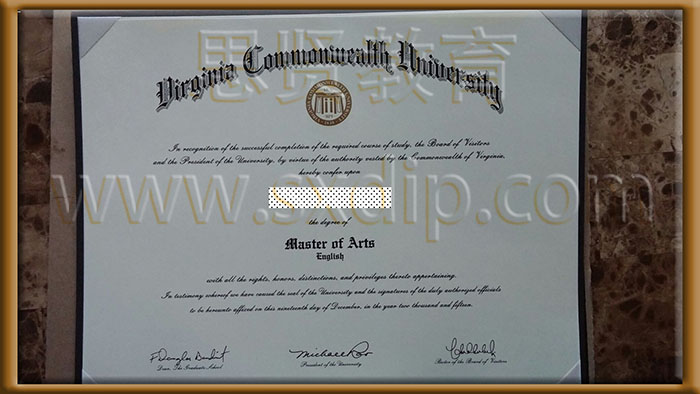 思贤教育
Virginia Commonwealth University
In recognition of the successful completion of the required course of study, the Board of Visitors
and the President of the University, by virtue of the authority vested by the Commonwealth of Virginia,
hereby confer upon
www.sxdip.com
the degree of
Master of Arts
English
with all the rights, honors, distinctions, and privileges thereto appertaining.
In testimony whereof we have caused the seal of the University and the signatures of the duly authorized officials
to be hereunto affixed on this nineteenth day of December, in the year two thousand and fifteen.
Dean, The Graduate School
President of the University
Rector of the Board of Visitors